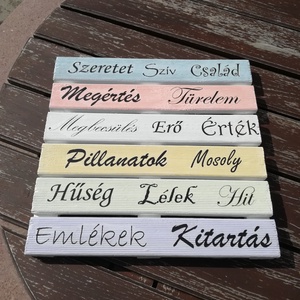 Szeretet Szív Család
Megértés Türelem
Megbecsülés Erő Érték
Pillanatok Mosoly
Hűség Lélek Hit
Emlékek Kitartás